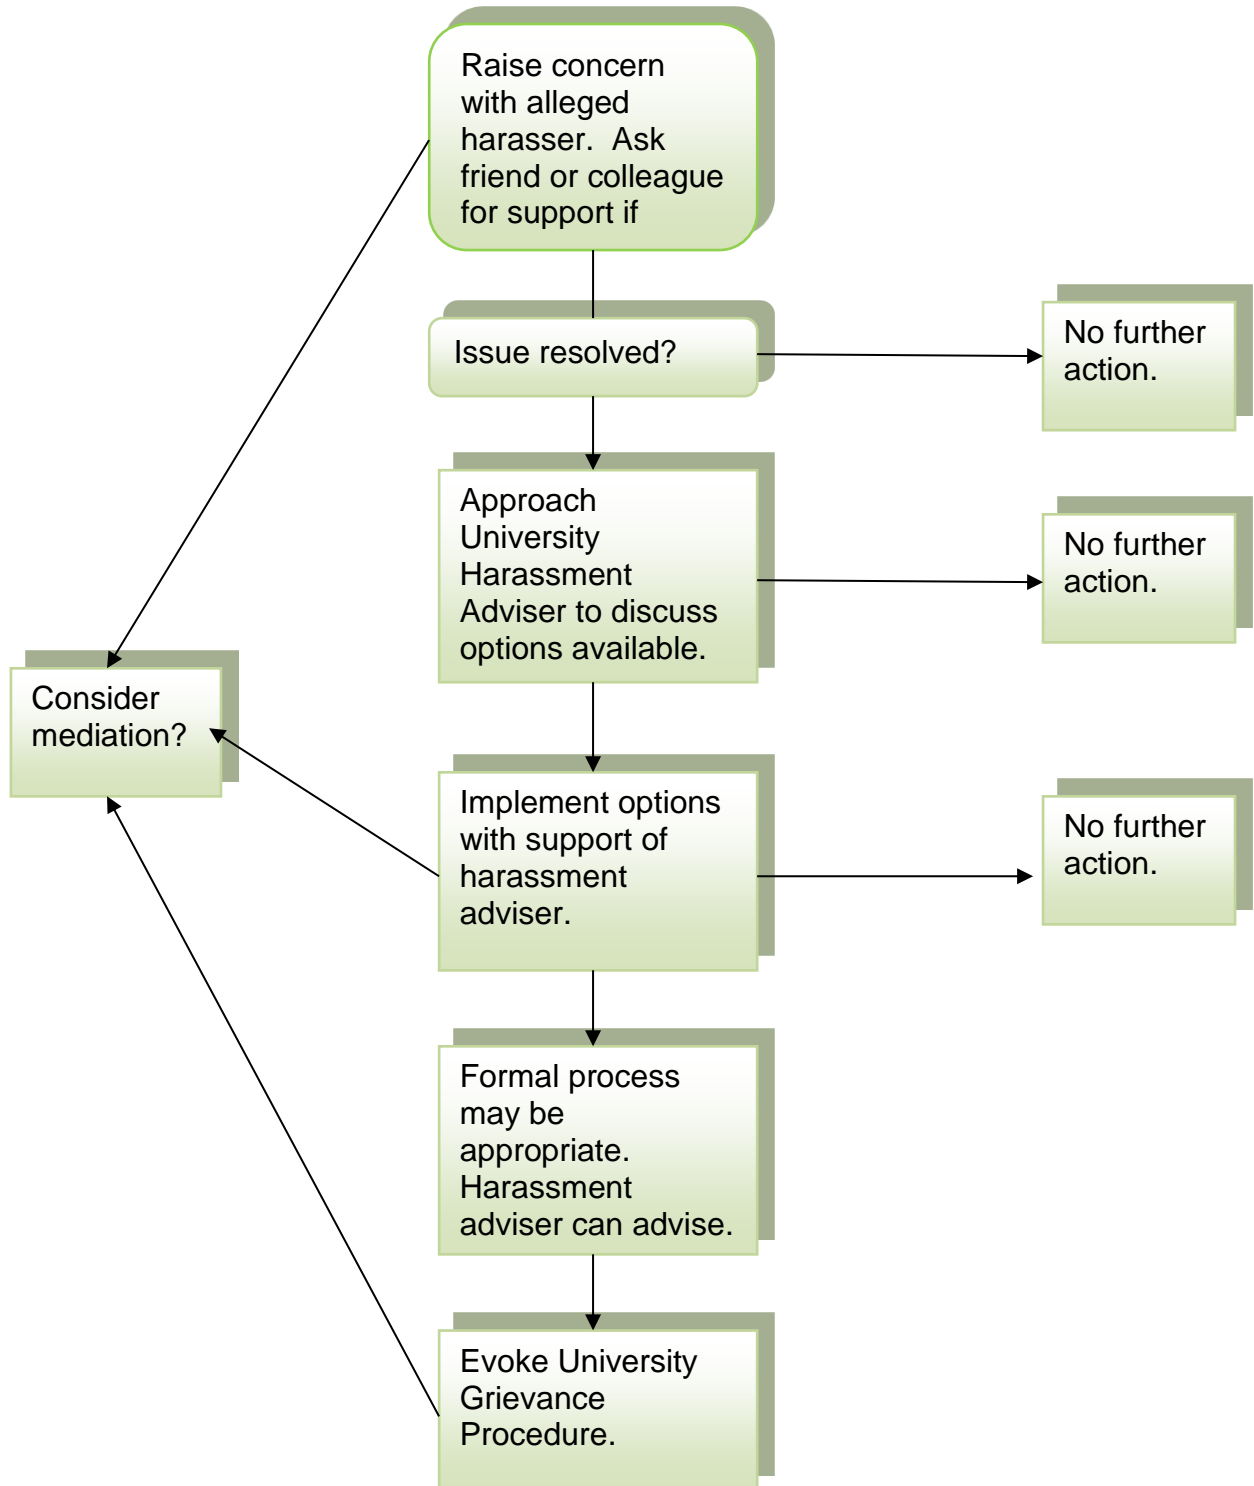 Raise concern
with alleged
harasser.  Ask
friend or colleague
for support if
Issue resolved?
No further
action.
Approach
University
Harassment
Adviser to discuss
options available.
No further
action.
Consider
mediation?
Implement options
with support of
harassment
adviser.
No further
action.
Formal process
may be
appropriate.
Harassment
adviser can advise.
Evoke University
Grievance
Procedure.